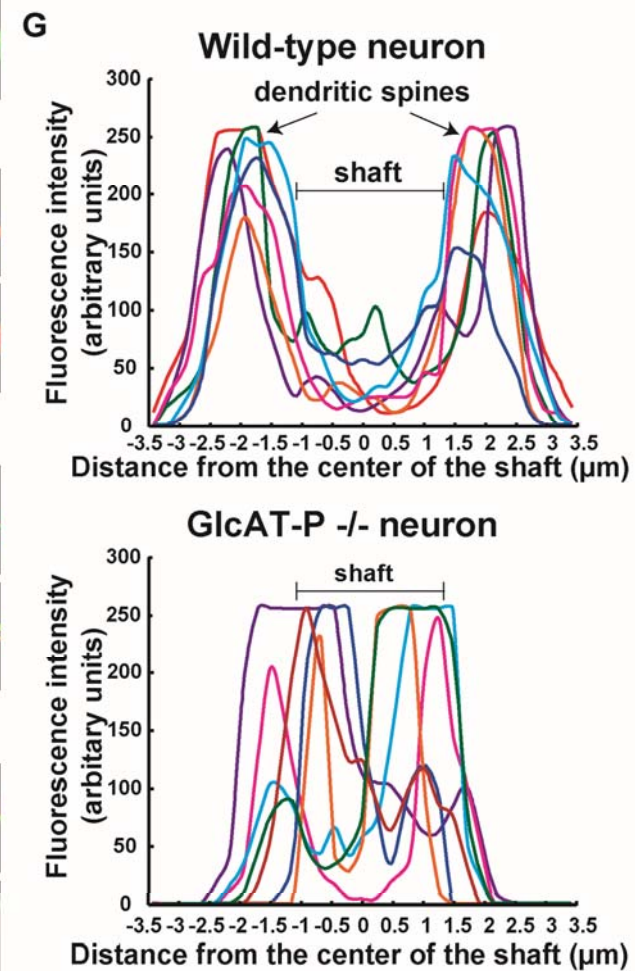 G
Wild-type neuron
dendritic spines
shaft
Fluorescence intensity
(arbitrary units)
300
250
200
150
100
50
0
-3.5 -3 -2.5 -2 -1.5 -1 -0.5 0 0.5 1 1.5 2 2.5 3 3.5
Distance from the center of the shaft (µm)
GlcAT-P -/- neuron
shaft
Fluorescence intensity
(arbitary units)
300
250
200
150
100
50
0
-3.5 -3 -2.5 -2 -1.5 -1 -0.5 0 0.5 1 1.5 2 2.5 3 3.5
Distance from the center of the shaft (µm)